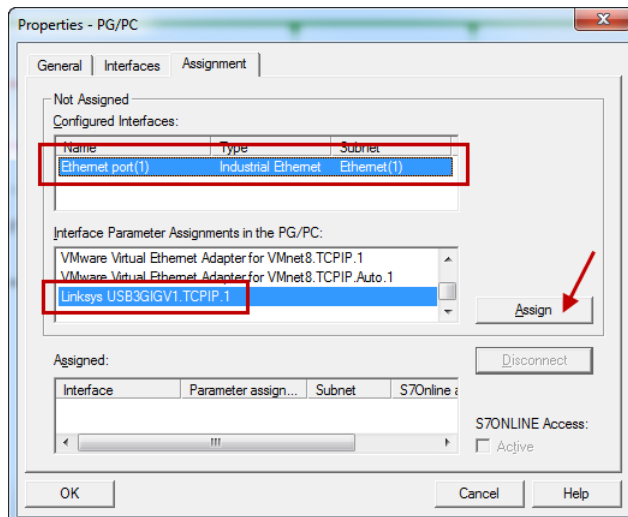 Properties - PG/PC
General
Interfaces
Assignment
Not Assigned
Configured Interfaces:
Name Type Subnet
Ethernet port(1) Industrial Ethernet Ethernet(1)
Interface Parameter Assignments in the PG/PC:
VMware Virtual Ethernet Adapter for VMnet8.TCPIP.1
VMware Virtual Ethernet Adapter for VMnet8.TCPIP.Auto.1
Linksys USB3GIGV1.TCPIP.1
Assign
Assigned:
Disconnect
Interface Parameter assign... Subnet S7Online a
S7ONLINE Access:
Active
OK
Cancel
Help